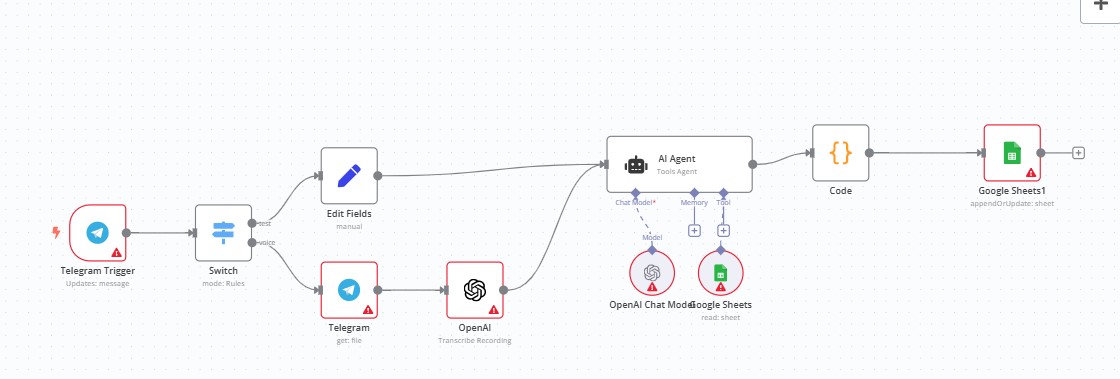 Telegram Trigger
Updates: message
Switch
mode: Rules
test
voice
Edit Fields
manual
Telegram
get: file
OpenAI
Transcribe Recording
AI Agent
Tools Agent
Chat Model*
Memory
Tool
Model
OpenAI Chat Model
Google Sheets
read: sheet
Code
Google Sheets1
appendOrUpdate: sheet